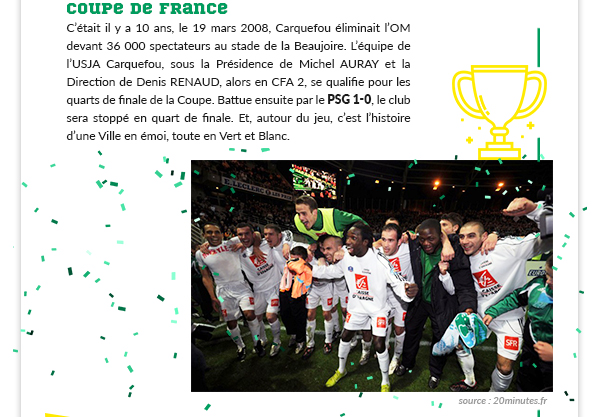 COUPE DE FRANCE
C'était il y a 10 ans, le 19 mars 2008, Carquefou éliminait l'OM
devant 36 000 spectateurs au stade de la Beaujoire. L'équipe de
l'USJA Carquefou, sous la Présidence de Michel AURAY et la
Direction de Denis RENAUD, alors en CFA 2, se qualifie pour les
quarts de finale de la Coupe. Battue ensuite par le PSG 1-0, le club
sera stoppé en quart de finale. Et, autour du jeu, c'est l'histoire
d'une Ville en émoi, toute en Vert et Blanc.
E.LECLERC
CAISSE
D'EPARGNE
SFR
source : 20minutes.fr